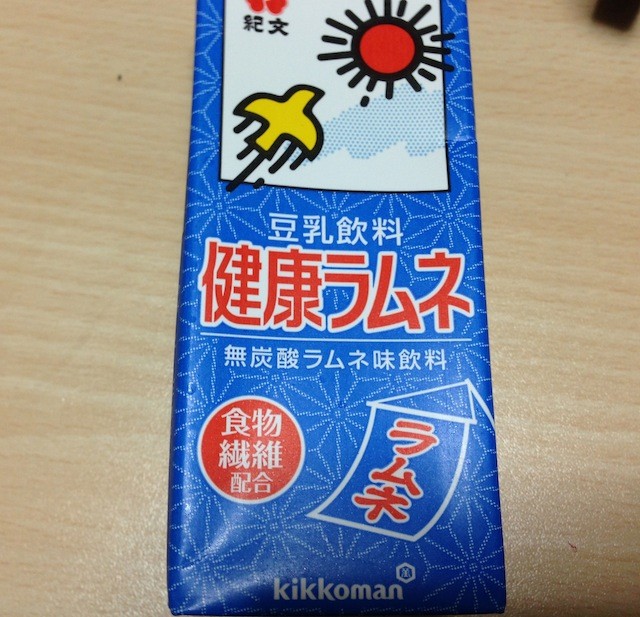 紀文
豆乳飲料
健康ラムネ
無炭酸ラムネ味飲料
食物
繊維
配合
ラムネ
kikkoman